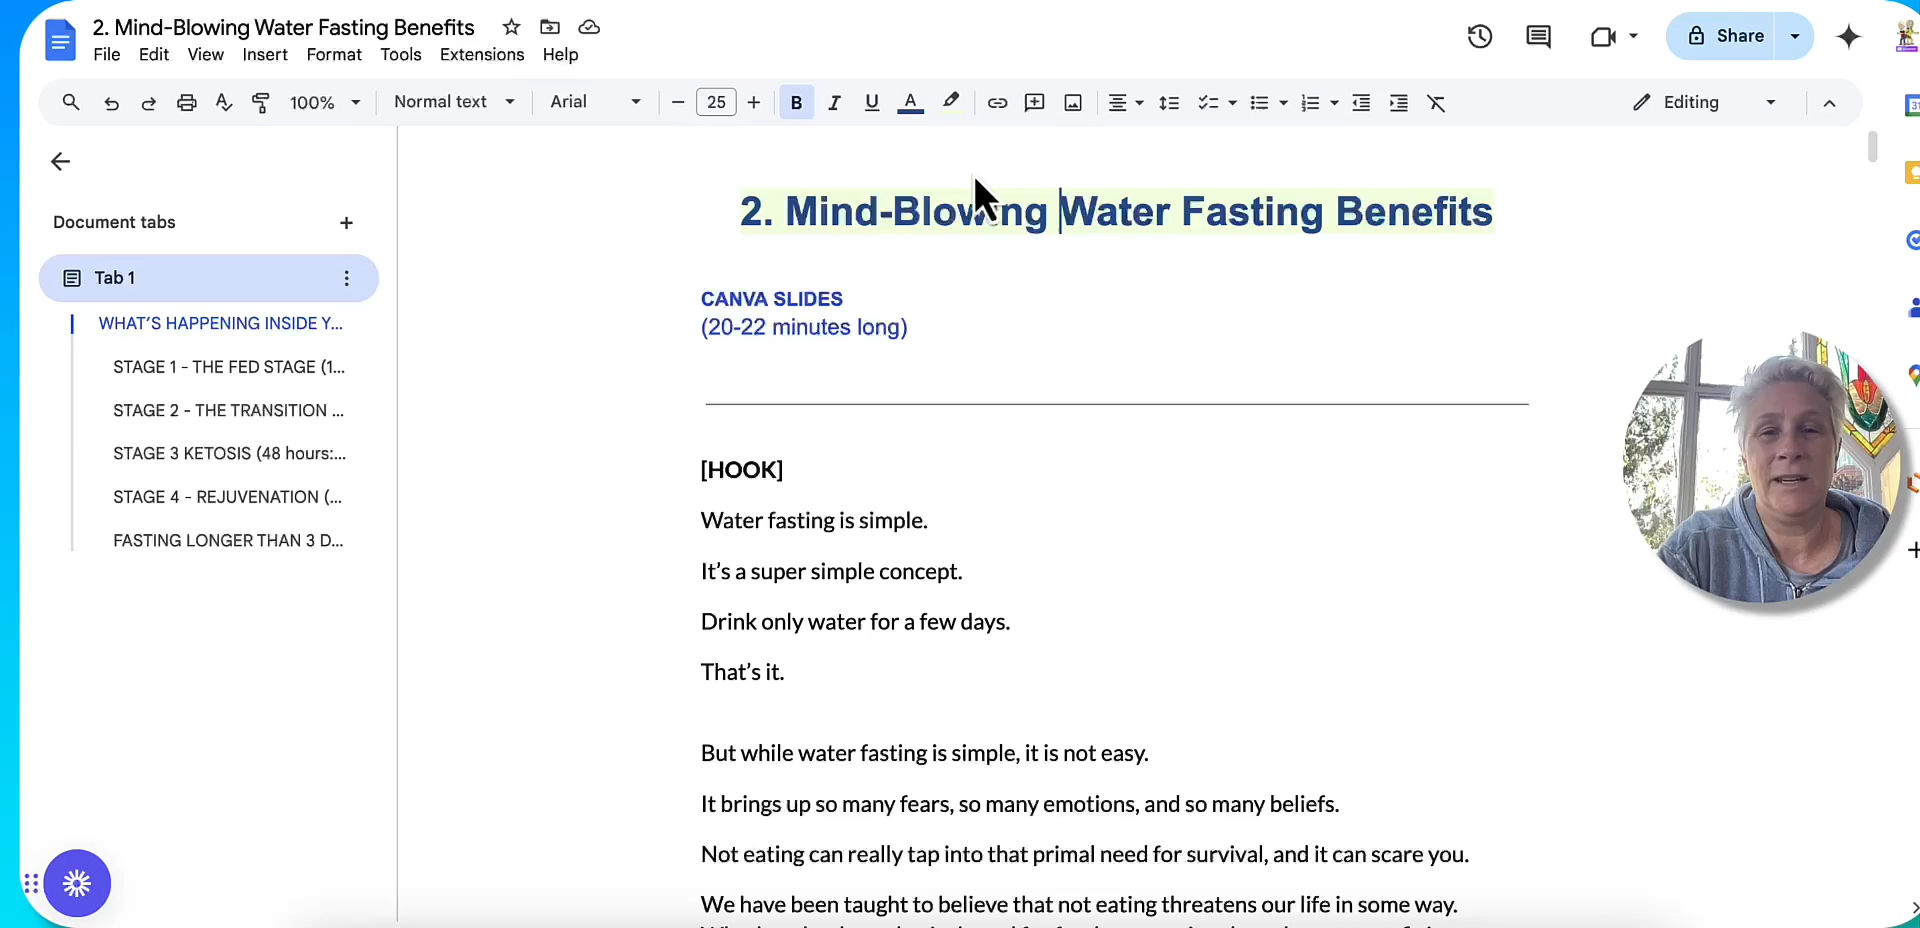 2. Mind-Blowing Water Fasting Benefits
File Edit View Insert Format Tools Extensions Help
Share
100% Normal text Arial 25 B I U A Editing
Document tabs
Tab 1
WHAT’S HAPPENING INSIDE Y...
STAGE 1 - THE FED STAGE (1...
STAGE 2 - THE TRANSITION ...
STAGE 3 KETOSIS (48 hours:...
STAGE 4 - REJUVENATION (...
FASTING LONGER THAN 3 D...
2. Mind-Blowing Water Fasting Benefits
CANVA SLIDES
(20-22 minutes long)
[HOOK]
Water fasting is simple.
It’s a super simple concept.
Drink only water for a few days.
That’s it.
But while water fasting is simple, it is not easy.
It brings up so many fears, so many emotions, and so many beliefs.
Not eating can really tap into that primal need for survival, and it can scare you.
We have been taught to believe that not eating threatens our life in some way.